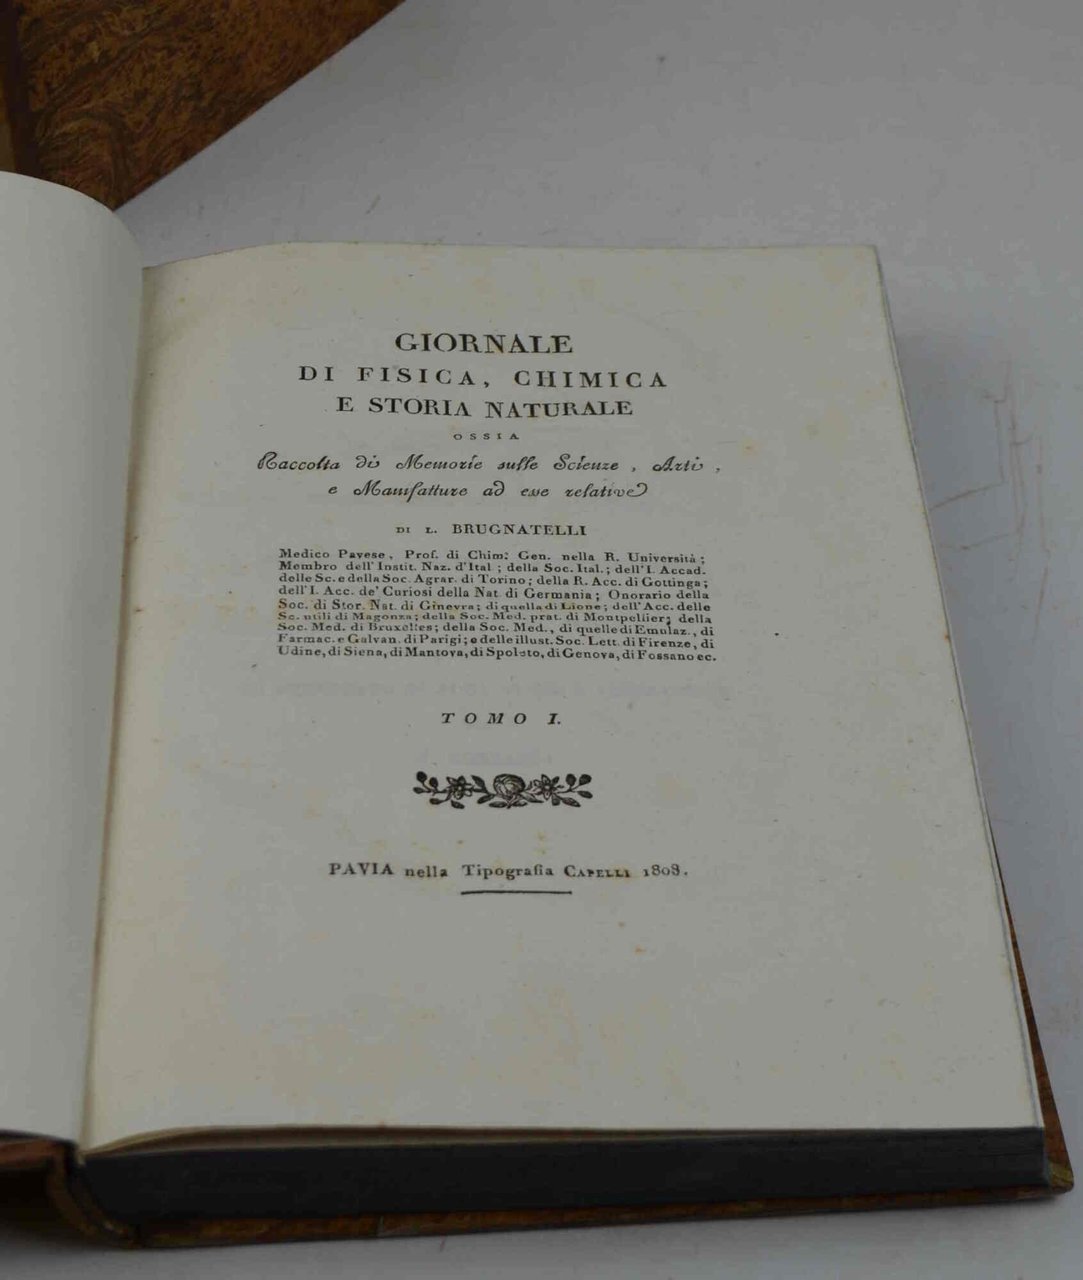 GIORNALE
DI FISICA, CHIMICA
E STORIA NATURALE
OSSIA
Raccolta di Memorie sulle Scienze, Arti,
e Manifatture ad esse relative
DI L. BRUGNATELLI
Medico Pavese, Prof. di Chim: Gen. nella R. Università;
Membro dell'Instit. Naz. d'Ital; della Soc. Ital.; dell'I. Accad.
delle Sc. e della Soc. Agrar. di Torino; della R. Acc. di Gottinga;
dell'I. Acc. de' Curiosi della Nat. di Germania; Onorario della
Soc. di Stor. Nat. di Ginevra; di quella di Lione; dell'Acc. delle
Sc. utili di Magonza; della Soc. Med. prat. di Montpellier; della
Soc. Med. di Bruxelles; della Soc. Med., di quelle di Emulaz., di
Farmac. e Galvan. di Parigi; e delle illust. Soc. Lett. di Firenze, di
Udine, di Siena, di Mantova, di Spoleto, di Genova, di Fossano ec.
TOMO I.
PAVIA nella Tipografia CAPELLI 1808.